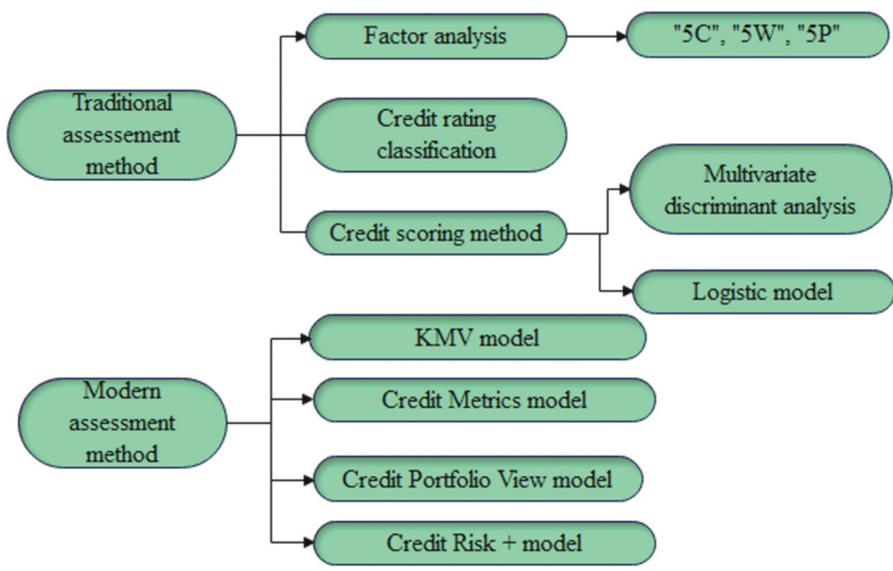 Factor analysis
"5C", "5W", "5P"
Traditional
assessement
method
Credit rating
classification
Multivariate
discriminant analysis
Credit scoring method
Logistic model
KMV model
Modern
assessment
method
Credit Metrics model
Credit Portfolio View model
Credit Risk + model